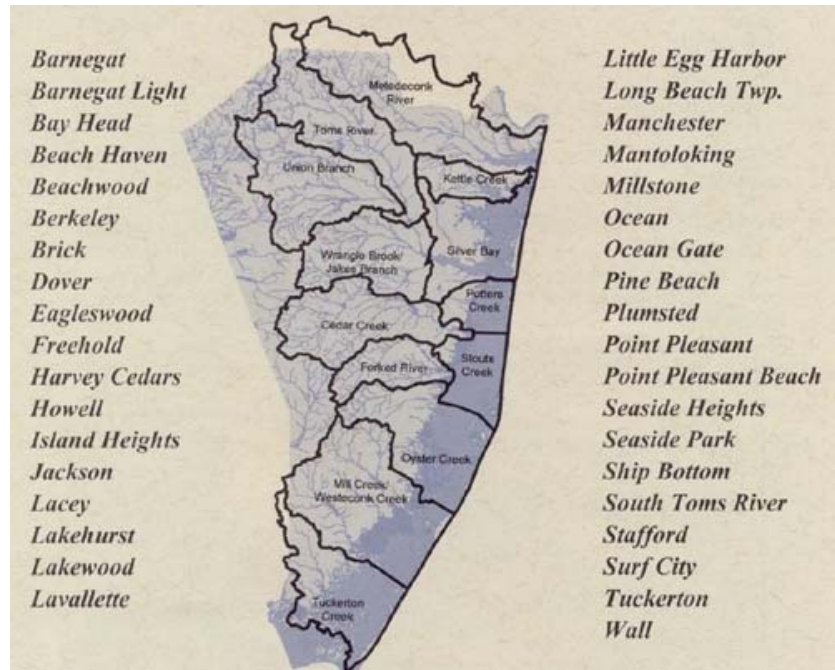 Barnegat
Barnegat Light
Bay Head
Beach Haven
Beachwood
Berkeley
Brick
Dover
Eagleswood
Freehold
Harvey Cedars
Howell
Island Heights
Jackson
Lacey
Lakehurst
Lakewood
Lavallette
Metedeconk
River
Toms River
Union Branch
Kettle Creek
Wrangle Brook/
Jakes Branch
Silver Bay
Potters
Creek
Cedar Creek
Forked River
Stouts
Creek
Oyster Creek
Mill Creek/
Westeconk Creek
Tuckerton
Creek
Little Egg Harbor
Long Beach Twp.
Manchester
Mantoloking
Millstone
Ocean
Ocean Gate
Pine Beach
Plumsted
Point Pleasant
Point Pleasant Beach
Seaside Heights
Seaside Park
Ship Bottom
South Toms River
Stafford
Surf City
Tuckerton
Wall